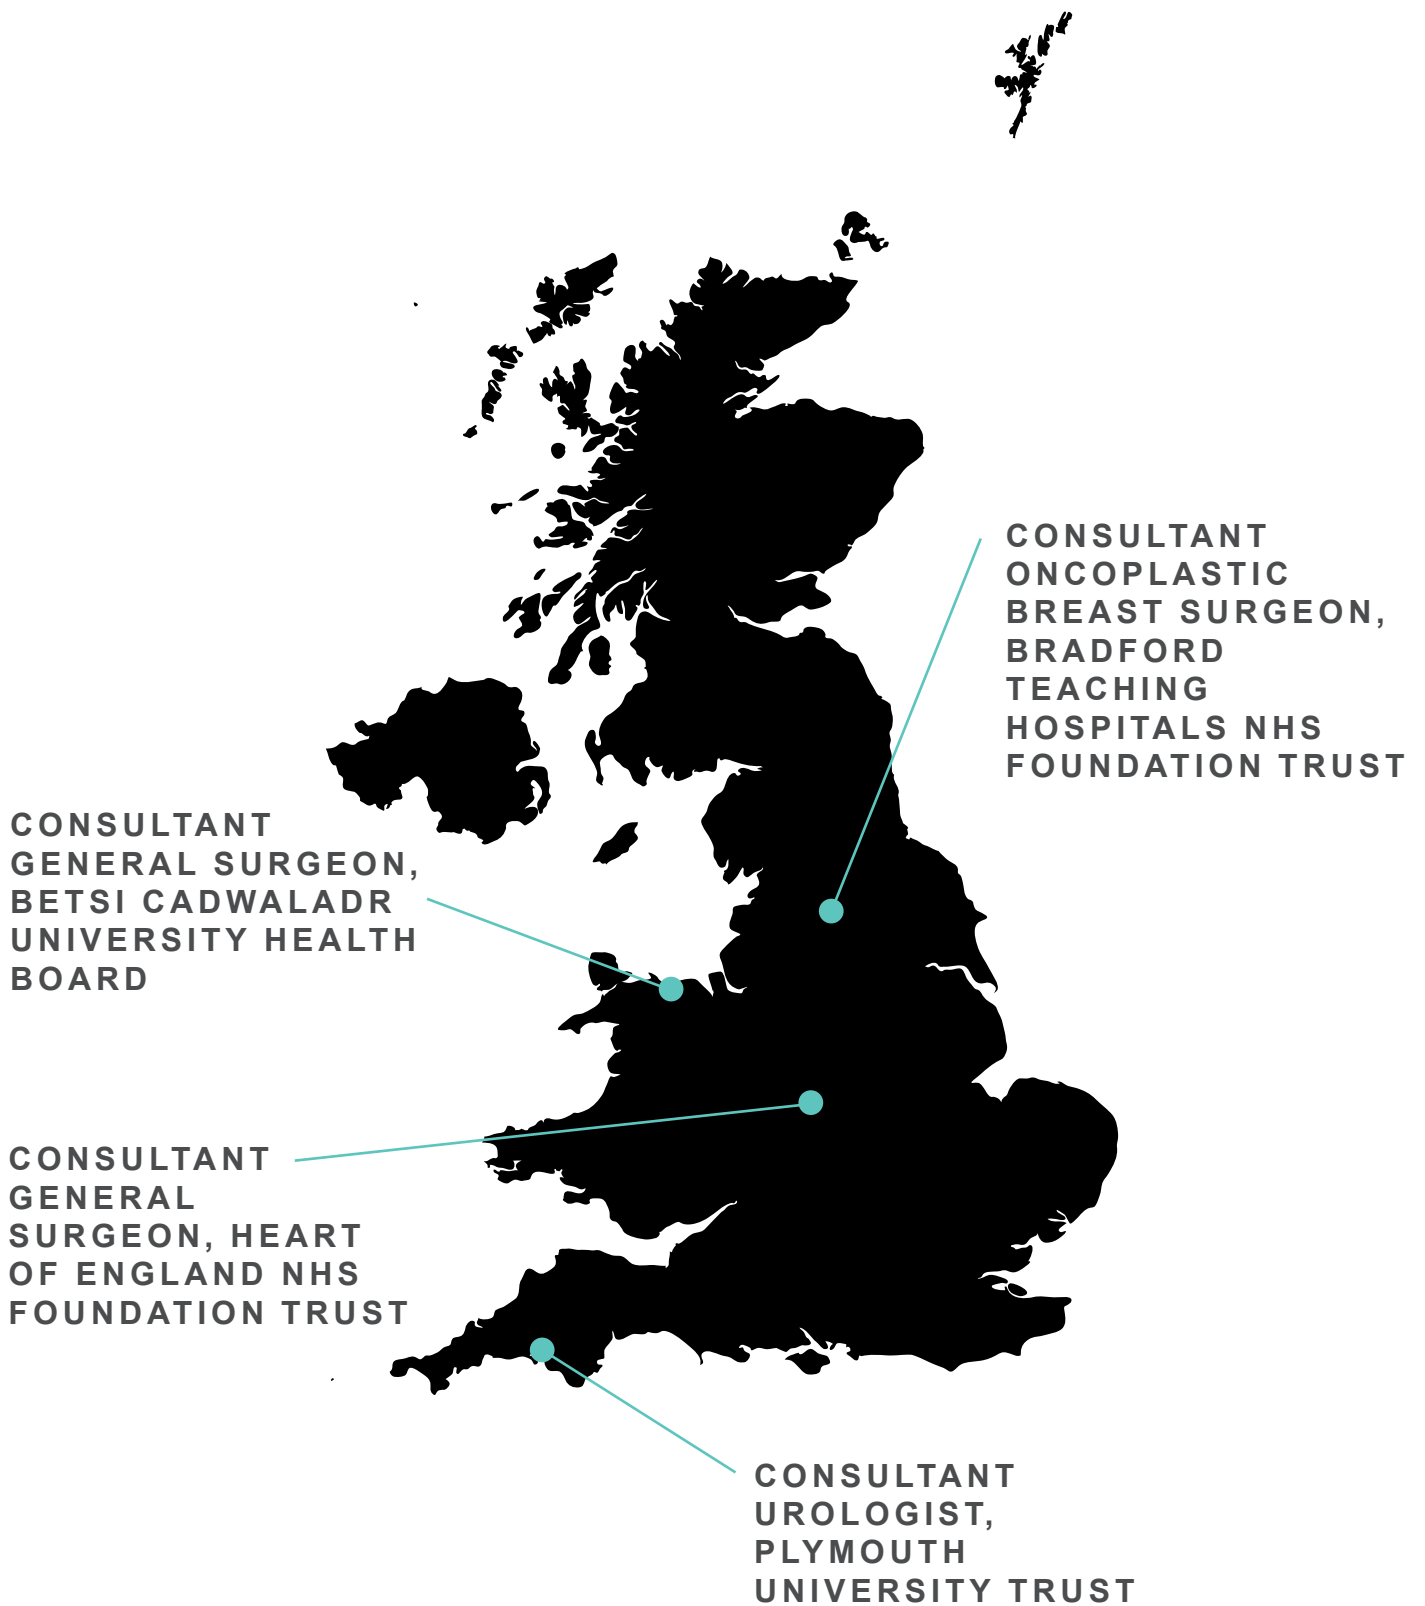 CONSULTANT
ONCOPLASTIC
BREAST SURGEON,
BRADFORD
TEACHING
HOSPITALS NHS
FOUNDATION TRUST
CONSULTANT
GENERAL SURGEON,
BETSI CADWALADR
UNIVERSITY HEALTH
BOARD
CONSULTANT
GENERAL
SURGEON, HEART
OF ENGLAND NHS
FOUNDATION TRUST
CONSULTANT
UROLOGIST,
PLYMOUTH
UNIVERSITY TRUST